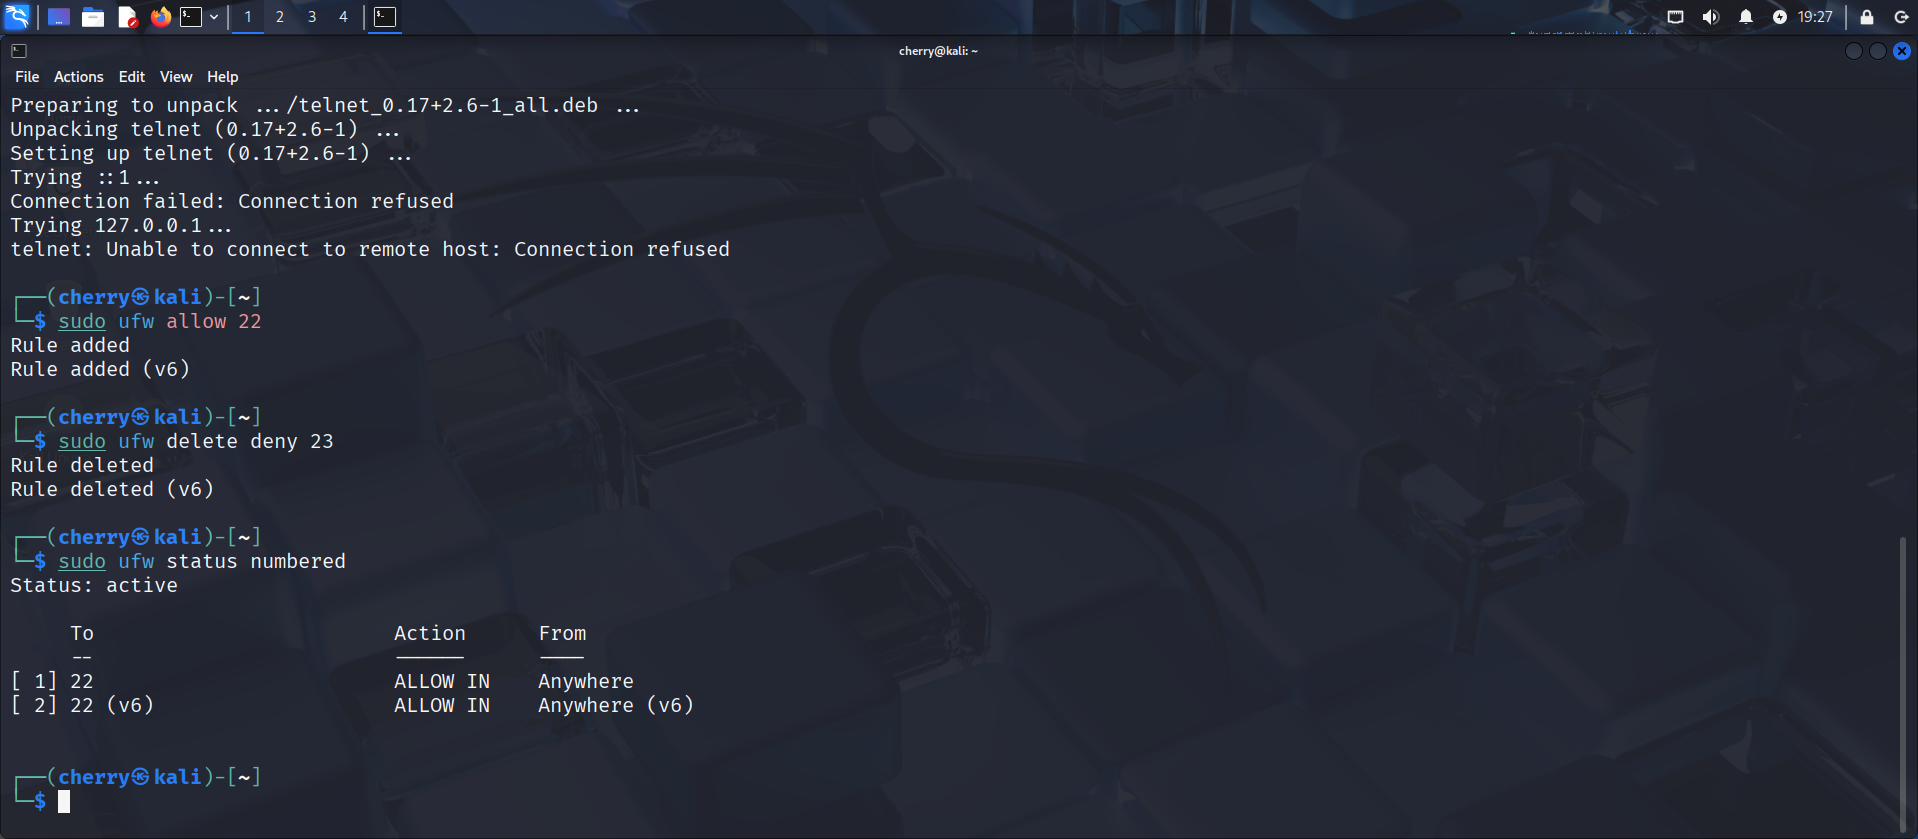 1 2 3 4 19:27
cherry@kali: ~
File Actions Edit View Help
Preparing to unpack .../telnet_0.17+2.6-1_all.deb ...
Unpacking telnet (0.17+2.6-1) ...
Setting up telnet (0.17+2.6-1) ...
Trying ::1...
Connection failed: Connection refused
Trying 127.0.0.1...
telnet: Unable to connect to remote host: Connection refused
┌──(cherry㉿kali)-[~]
└─$ sudo ufw allow 22
Rule added
Rule added (v6)
┌──(cherry㉿kali)-[~]
└─$ sudo ufw delete deny 23
Rule deleted
Rule deleted (v6)
┌──(cherry㉿kali)-[~]
└─$ sudo ufw status numbered
Status: active
To Action From
-- ------ ----
[ 1] 22 ALLOW IN Anywhere
[ 2] 22 (v6) ALLOW IN Anywhere (v6)
┌──(cherry㉿kali)-[~]
└─$